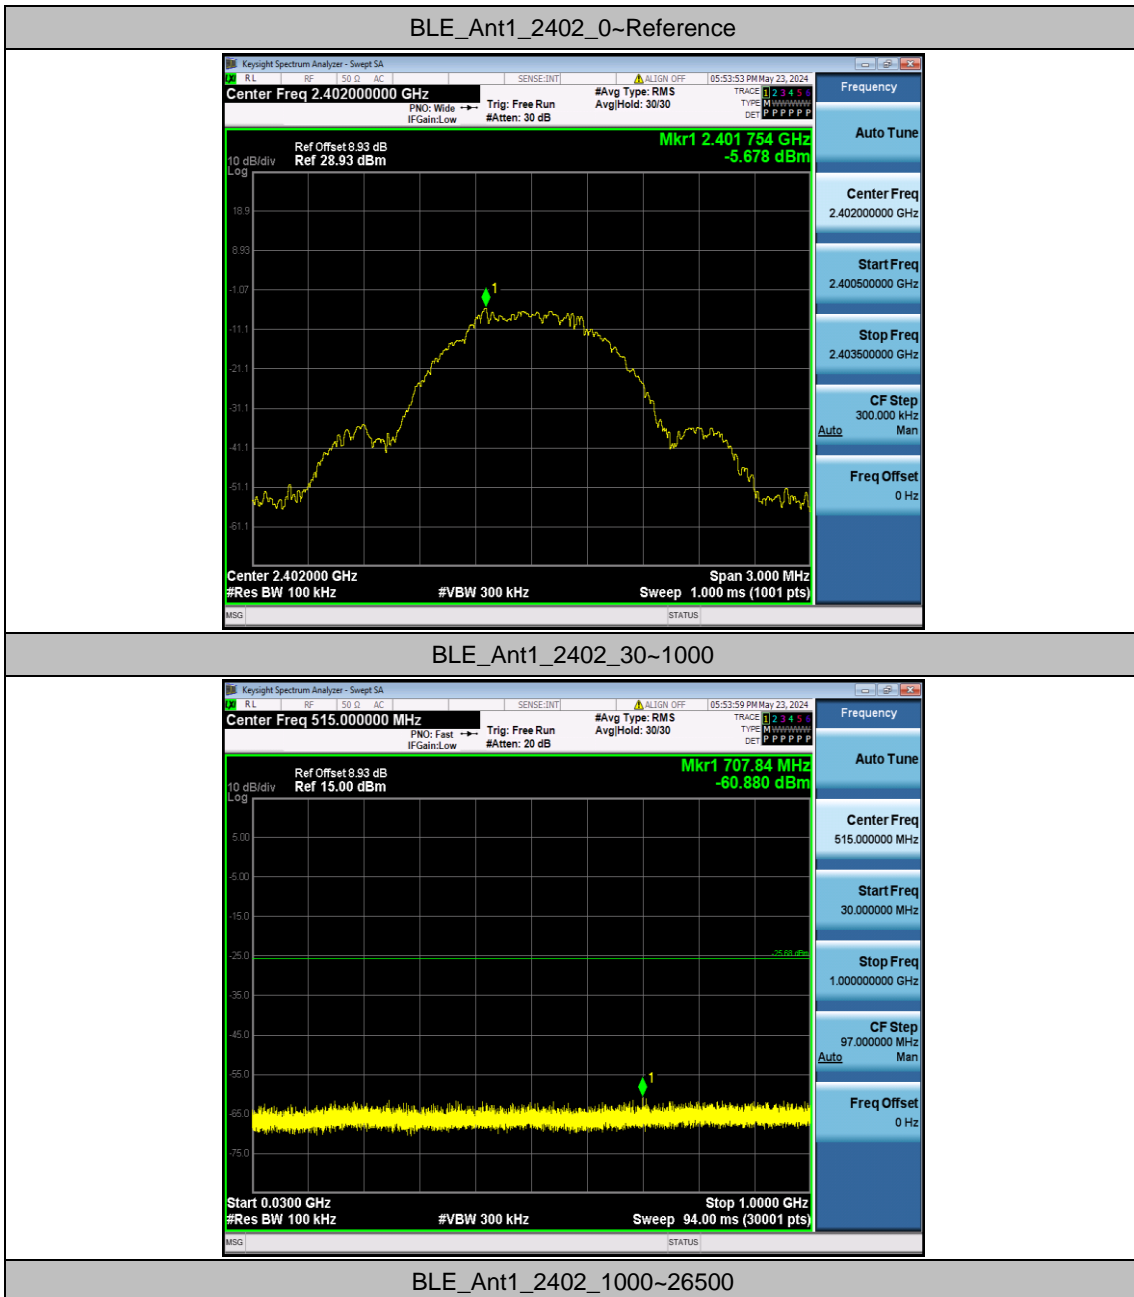 BLE_Ant1_2402_0~Reference
Keysight Spectrum Analyzer - Swept SA
RL RF 50 Ω AC SENSE:INT ALIGN OFF 05:53:53 PM May 23, 2024
Center Freq 2.402000000 GHz
PNO: Wide
IFGain:Low
Trig: Free Run
#Atten: 30 dB
#Avg Type: RMS
Avg|Hold: 30/30
TRACE 1 2 3 4 5 6
TYPE M W W W W W
DET P P P P P P
Mkr1 2.401 754 GHz
-5.678 dBm
Ref Offset 8.93 dB
10 dB/div Ref 28.93 dBm
Log
18.9
8.93
-1.07
-11.1
-21.1
-31.1
-41.1
-51.1
-61.1
1
Center 2.402000 GHz Span 3.000 MHz
#Res BW 100 kHz #VBW 300 kHz Sweep 1.000 ms (1001 pts)
MSG STATUS
Frequency
Auto Tune
Center Freq
2.402000000 GHz
Start Freq
2.400500000 GHz
Stop Freq
2.403500000 GHz
CF Step
300.000 kHz
Auto Man
Freq Offset
0 Hz
BLE_Ant1_2402_30~1000
Keysight Spectrum Analyzer - Swept SA
RL RF 50 Ω AC SENSE:INT ALIGN OFF 05:53:59 PM May 23, 2024
Center Freq 515.000000 MHz
PNO: Fast
IFGain:Low
Trig: Free Run
#Atten: 20 dB
#Avg Type: RMS
Avg|Hold: 30/30
TRACE 1 2 3 4 5 6
TYPE M W W W W W
DET P P P P P P
Mkr1 707.84 MHz
-60.880 dBm
Ref Offset 8.93 dB
10 dB/div Ref 15.00 dBm
Log
5.00
-5.00
-15.0
-25.0
-35.0
-45.0
-55.0
-65.0
-75.0
-25.68 dBm
1
Start 0.0300 GHz Stop 1.0000 GHz
#Res BW 100 kHz #VBW 300 kHz Sweep 94.00 ms (30001 pts)
MSG STATUS
Frequency
Auto Tune
Center Freq
515.000000 MHz
Start Freq
30.000000 MHz
Stop Freq
1.000000000 GHz
CF Step
97.000000 MHz
Auto Man
Freq Offset
0 Hz
BLE_Ant1_2402_1000~26500